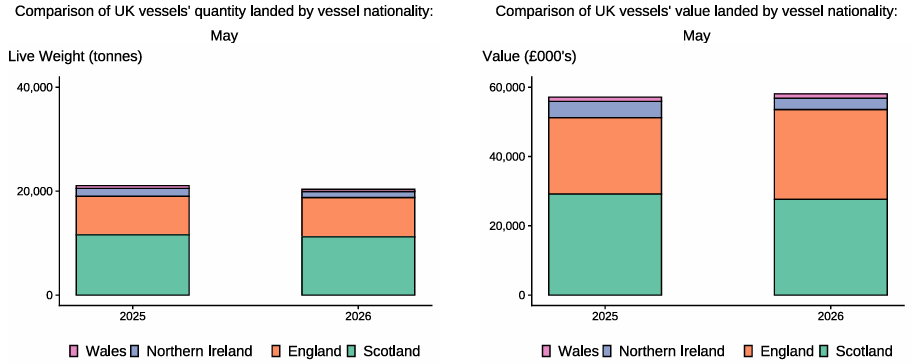 Comparison of UK vessels' quantity landed by vessel nationality:
May
Live Weight (tonnes)
40,000
20,000
0
2025
2026
Wales
Northern Ireland
England
Scotland
Comparison of UK vessels' value landed by vessel nationality:
May
Value (£000's)
60,000
40,000
20,000
0
2025
2026
Wales
Northern Ireland
England
Scotland